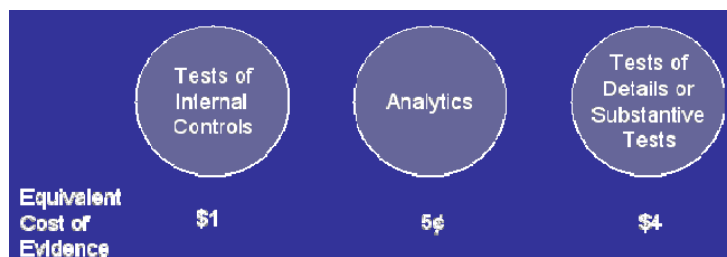 Tests of
Internal
Controls
Analytics
Tests of
Details or
Substantive
Tests
Equivalent
Cost of
Evidence
$1
5¢
$4